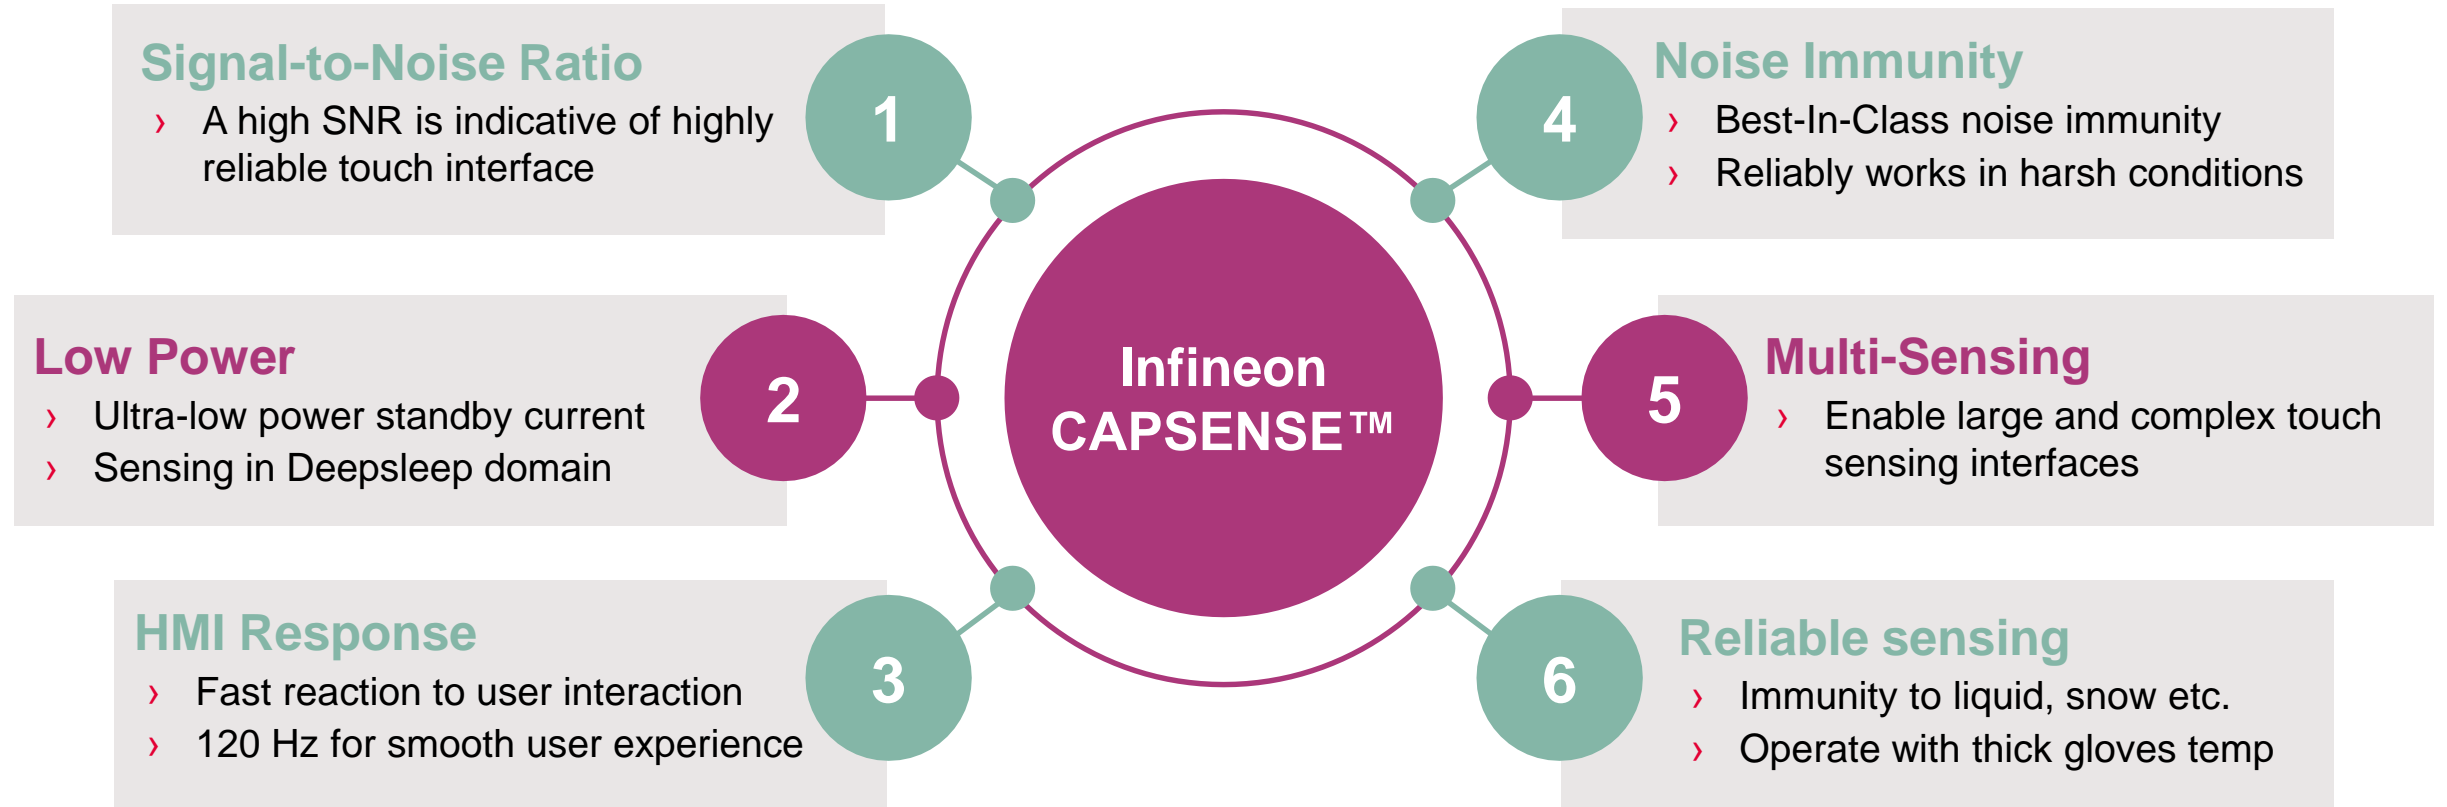 Signal-to-Noise Ratio
› A high SNR is indicative of highly
reliable touch interface
1
Low Power
› Ultra-low power standby current
› Sensing in Deepsleep domain
2
HMI Response
› Fast reaction to user interaction
› 120 Hz for smooth user experience
3
Infineon
CAPSENSE™
4
Noise Immunity
› Best-In-Class noise immunity
› Reliably works in harsh conditions
5
Multi-Sensing
› Enable large and complex touch
sensing interfaces
6
Reliable sensing
› Immunity to liquid, snow etc.
› Operate with thick gloves temp